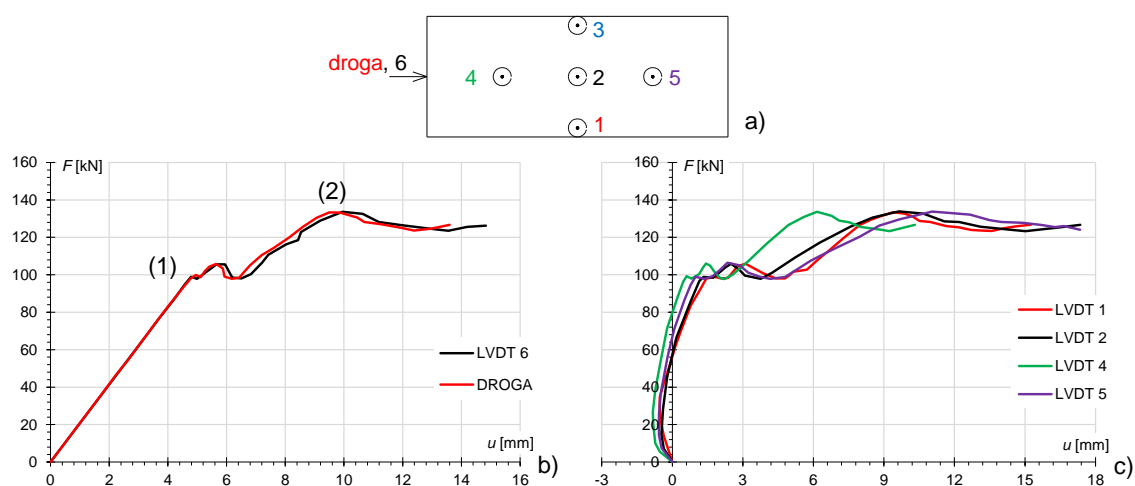 3
droga, 6
4
2
5
1
a)
F [kN]
160
140
120
100
80
60
40
20
0
(1)
(2)
LVDT 6
DROGA
u [mm]
0 2 4 6 8 10 12 14 16
b)
F [kN]
160
140
120
100
80
60
40
20
0
LVDT 1
LVDT 2
LVDT 4
LVDT 5
u [mm]
-3 0 3 6 9 12 15 18
c)